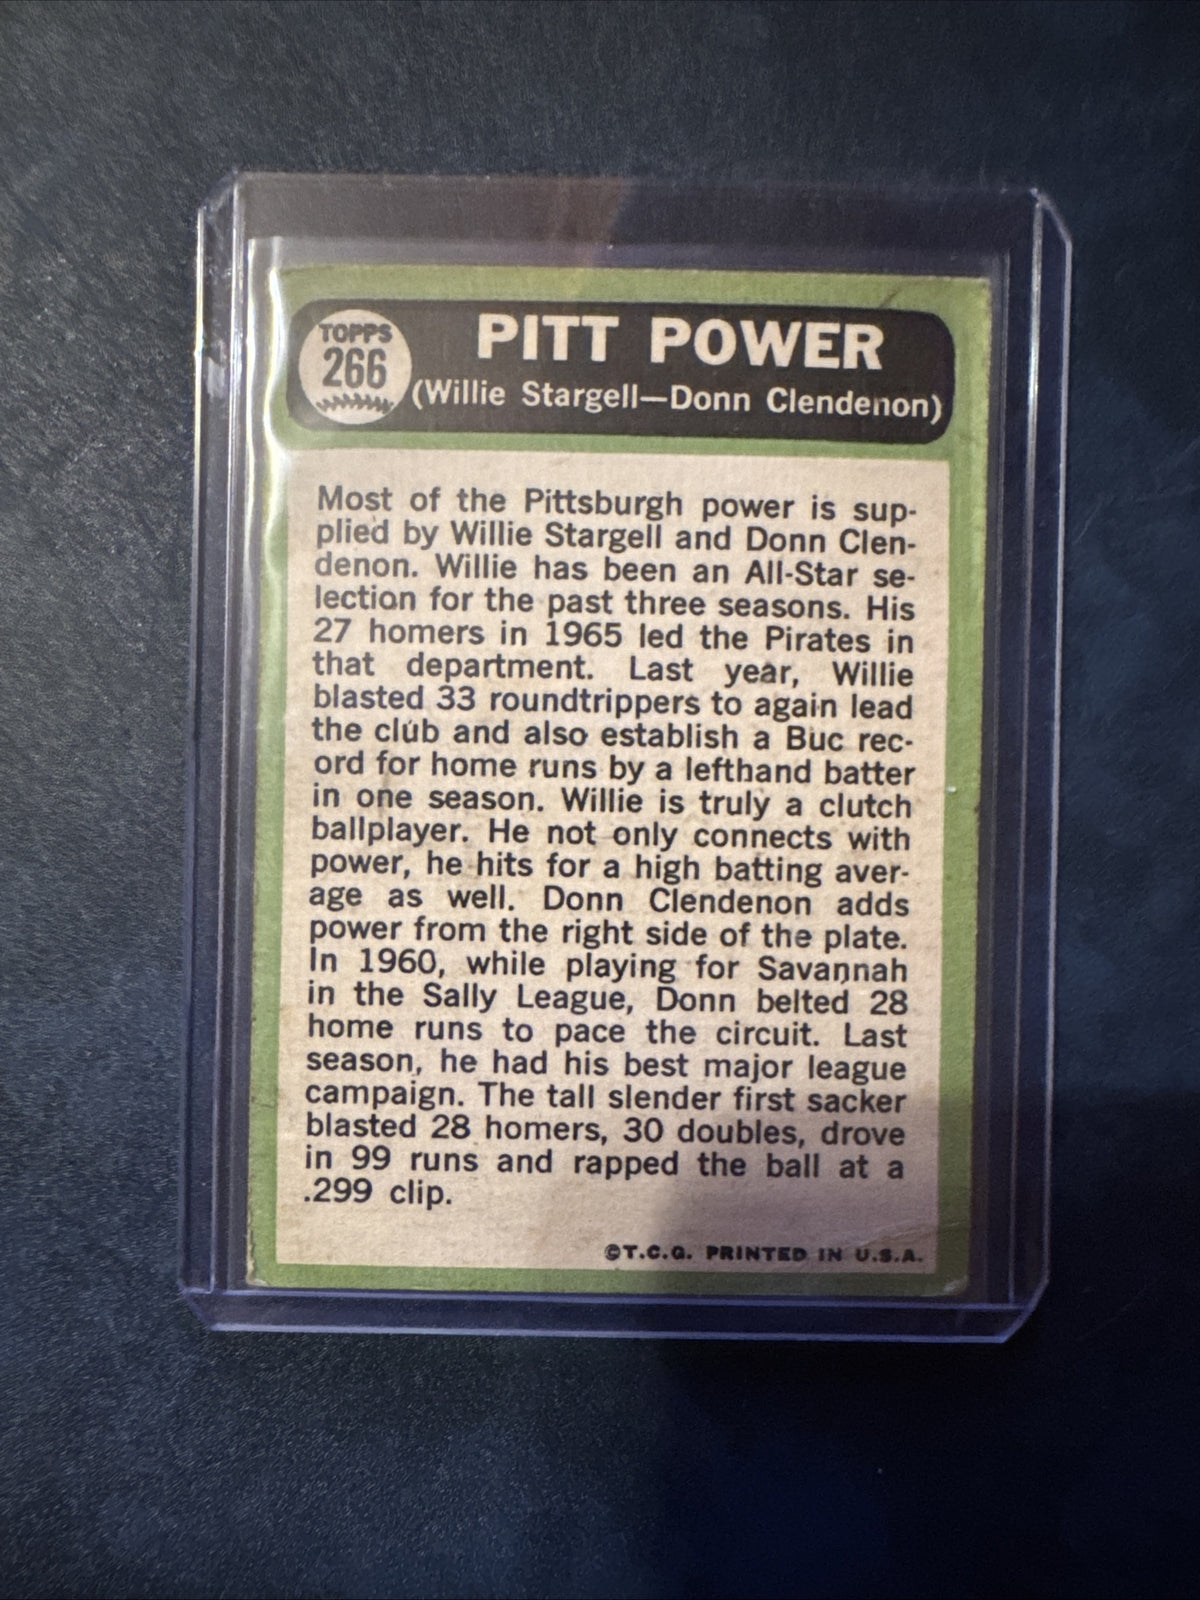 TOPPS
266
PITT POWER
(Willie Stargell—Donn Clendenon)
Most of the Pittsburgh power is sup-
plied by Willie Stargell and Donn Clen-
denon. Willie has been an All-Star se-
lection for the past three seasons. His
27 homers in 1965 led the Pirates in
that department. Last year, Willie
blasted 33 roundtrippers to again lead
the club and also establish a Buc rec-
ord for home runs by a lefthand batter
in one season. Willie is truly a clutch
ballplayer. He not only connects with
power, he hits for a high batting aver-
age as well. Donn Clendenon adds
power from the right side of the plate.
In 1960, while playing for Savannah
in the Sally League, Donn belted 28
home runs to pace the circuit. Last
season, he had his best major league
campaign. The tall slender first sacker
blasted 28 homers, 30 doubles, drove
in 99 runs and rapped the ball at a
.299 clip.
©T.C.G. PRINTED IN U.S.A.